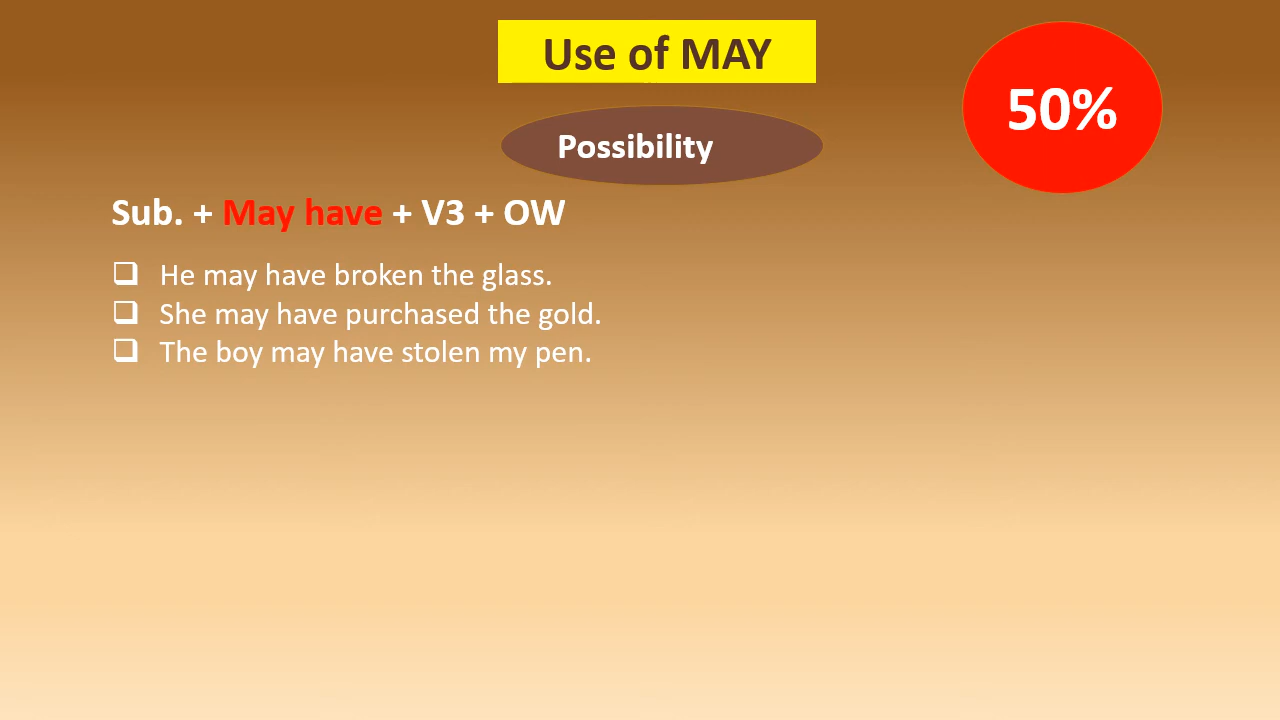 Use of MAY
50%
Possibility
Sub. + May have + V3 + OW
❑ He may have broken the glass.
❑ She may have purchased the gold.
❑ The boy may have stolen my pen.